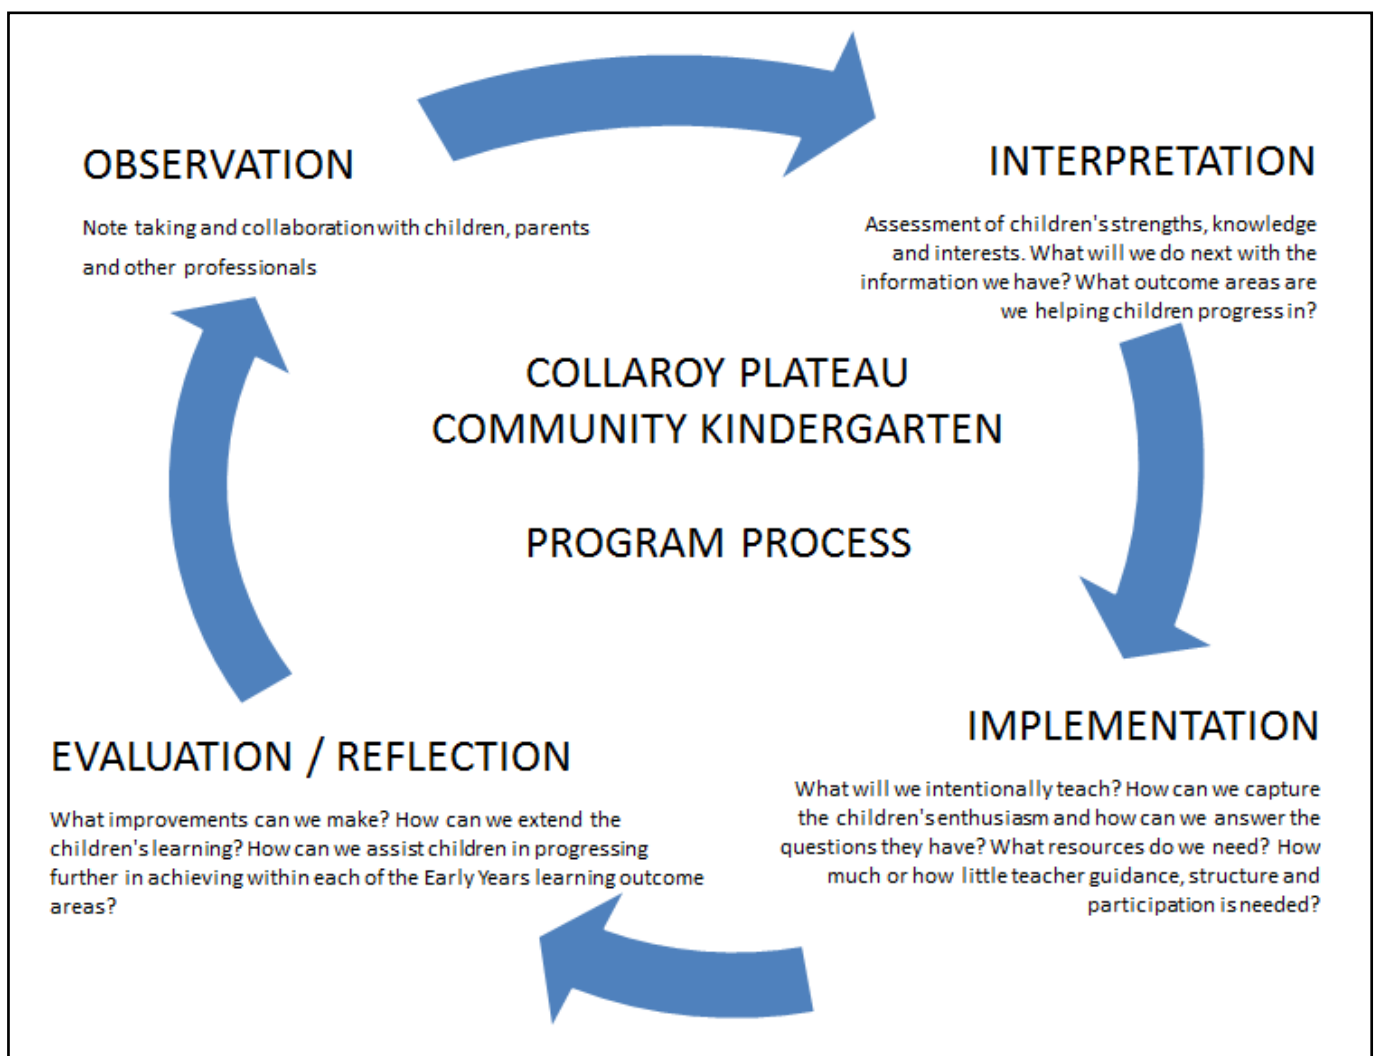 OBSERVATION
Note taking and collaboration with children, parents
and other professionals
INTERPRETATION
Assessment of children's strengths, knowledge
and interests. What will we do next with the
information we have? What outcome areas are
we helping children progress in?
COLLAROY PLATEAU
COMMUNITY KINDERGARTEN
PROGRAM PROCESS
IMPLEMENTATION
What will we intentionally teach? How can we capture
the children's enthusiasm and how can we answer the
questions they have? What resources do we need? How
much or how little teacher guidance, structure and
participation is needed?
EVALUATION / REFLECTION
What improvements can we make? How can we extend the
children's learning? How can we assist children in progressing
further in achieving within each of the Early Years learning outcome
areas?